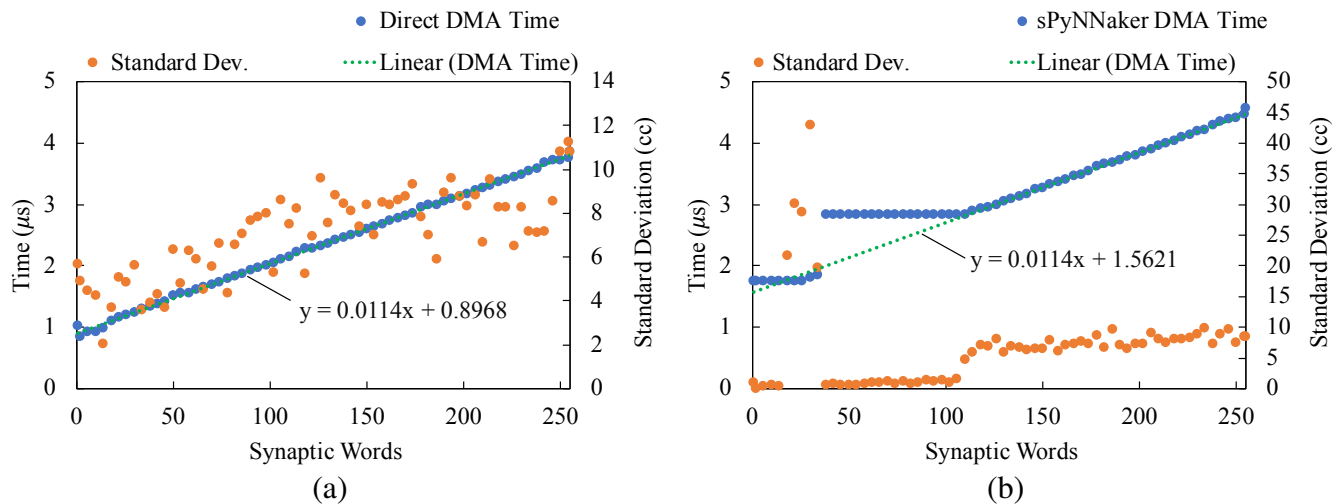 Direct DMA Time
Standard Dev.
Linear (DMA Time)
5
4
3
2
1
0
Time (μs)
14
12
10
8
6
4
2
0
Standard Deviation (cc)
y = 0.0114x + 0.8968
0 50 100 150 200 250
Synaptic Words
(a)
sPyNNaker DMA Time
Standard Dev.
Linear (DMA Time)
5
4
3
2
1
0
Time (μs)
50
45
40
35
30
25
20
15
10
5
0
Standard Deviation (cc)
y = 0.0114x + 1.5621
0 50 100 150 200 250
Synaptic Words
(b)